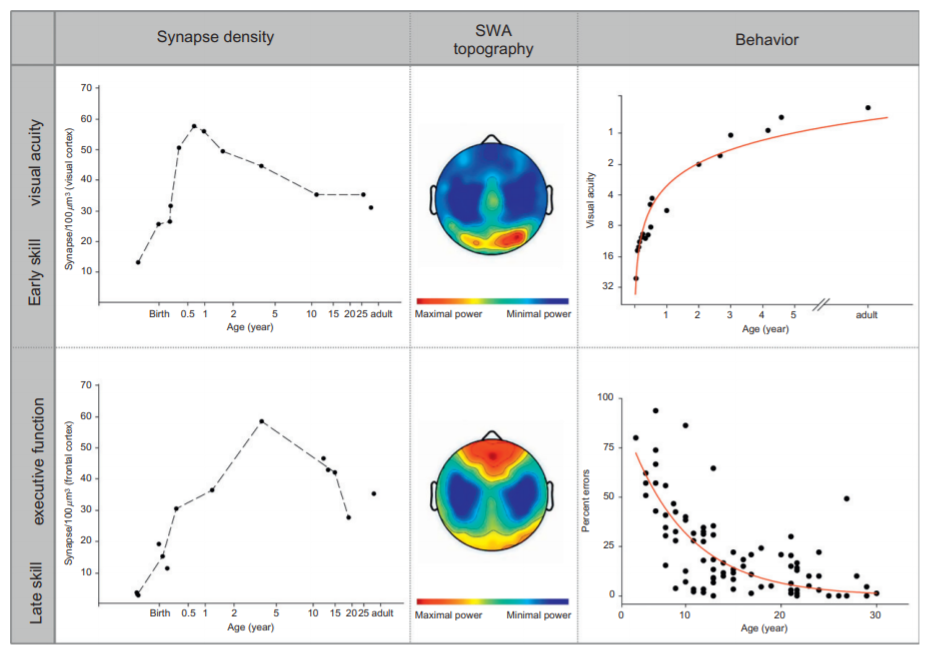 Synapse density
SWA
topography
Behavior
Early skill visual acuity
Synapse/100 μm³ (visual cortex)
70
60
50
40
30
20
10
Birth 0.5 1 2 5 10 15 20 25 adult
Age (year)
Maximal power Minimal power
Visual acuity
1
2
4
8
16
32
1 2 3 4 5 adult
Age (year)
Late skill executive function
Synapse/100 μm³ (frontal cortex)
70
60
50
40
30
20
10
Birth 0.5 1 2 5 10 15 20 25 adult
Age (year)
Maximal power Minimal power
Percent errors
100
75
50
25
0
0 10 20 30
Age (year)